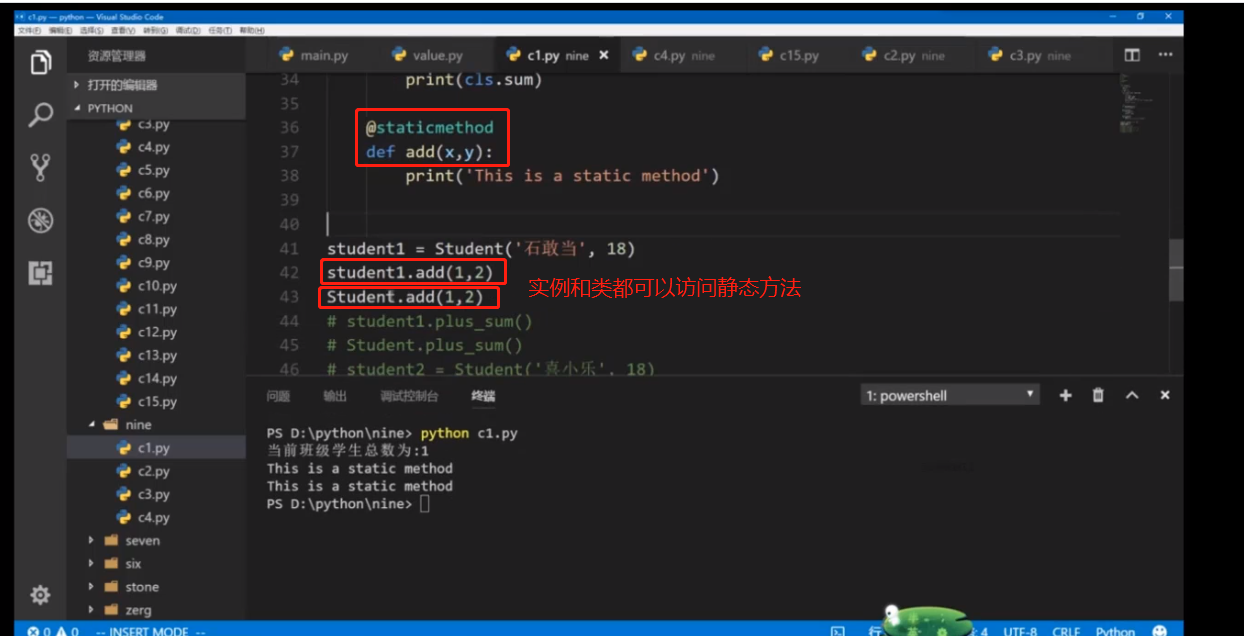 c1.py — python — Visual Studio Code
文件(F) 编辑(E) 选择(S) 查看(V) 转到(G) 调试(D) 任务(T) 帮助(H)
资源管理器
main.py
value.py
c1.py nine ×
c4.py nine
c15.py
c2.py nine
c3.py nine
打开的编辑器
PYTHON
c3.py
c4.py
c5.py
c6.py
c7.py
c8.py
c9.py
c10.py
c11.py
c12.py
c13.py
c14.py
c15.py
nine
c1.py
c2.py
c3.py
c4.py
seven
six
stone
zerg
34 print(cls.sum)
35
36 @staticmethod
37 def add(x,y):
38 print('This is a static method')
39
40
41 student1 = Student('石敢当', 18)
42 student1.add(1,2)
43 Student.add(1,2)
实例和类都可以访问静态方法
44 # student1.plus_sum()
45 # Student.plus_sum()
46 # student2 = Student('喜小乐', 18)
问题 输出 调试控制台 终端
1: powershell
PS D:\python\nine> python c1.py
当前班级学生总数为:1
This is a static method
This is a static method
PS D:\python\nine>
0 0 -- INSERT MODE --
行 4 UTF-8 CRLF Python